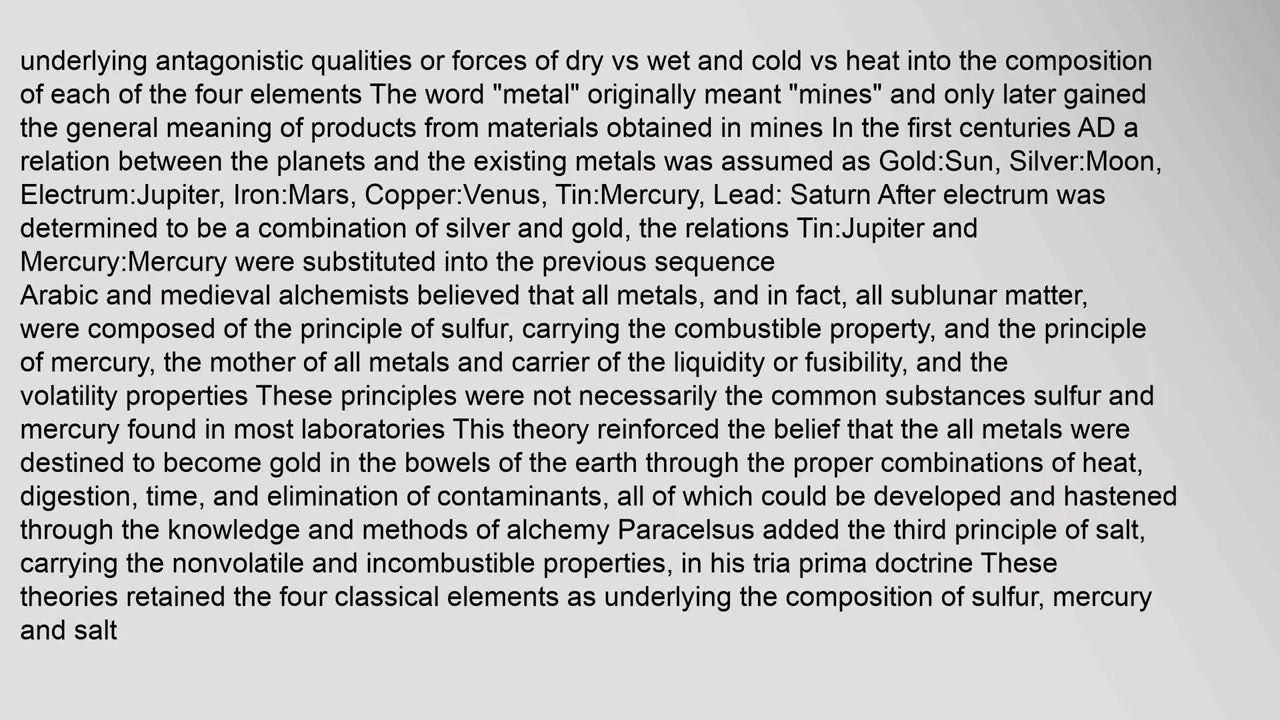 underlying antagonistic qualities or forces of dry vs wet and cold vs heat into the composition
of each of the four elements The word "metal" originally meant "mines" and only later gained
the general meaning of products from materials obtained in mines In the first centuries AD a
relation between the planets and the existing metals was assumed as Gold:Sun, Silver:Moon,
Electrum:Jupiter, Iron:Mars, Copper:Venus, Tin:Mercury, Lead: Saturn After electrum was
determined to be a combination of silver and gold, the relations Tin:Jupiter and
Mercury:Mercury were substituted into the previous sequence
Arabic and medieval alchemists believed that all metals, and in fact, all sublunar matter,
were composed of the principle of sulfur, carrying the combustible property, and the principle
of mercury, the mother of all metals and carrier of the liquidity or fusibility, and the
volatility properties These principles were not necessarily the common substances sulfur and
mercury found in most laboratories This theory reinforced the belief that the all metals were
destined to become gold in the bowels of the earth through the proper combinations of heat,
digestion, time, and elimination of contaminants, all of which could be developed and hastened
through the knowledge and methods of alchemy Paracelsus added the third principle of salt,
carrying the nonvolatile and incombustible properties, in his tria prima doctrine These
theories retained the four classical elements as underlying the composition of sulfur, mercury
and salt